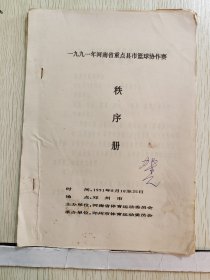 一九九一年河南省重点县市篮球协作赛
秩
序
册
时 间：1991年8月16至20日
地 点：邓州市
主办单位：河南省体育运动委员会
承办单位：邓州市体育运动委员会